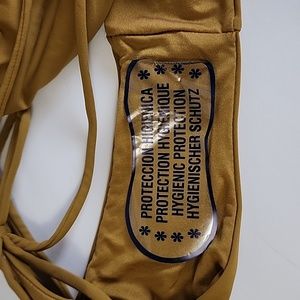 ****
PROTECCION HIGIENICA
PROTECTION HYGIENIQUE
HYGIENIC PROTECTION
HYGIENISCHER SCHUTZ
****